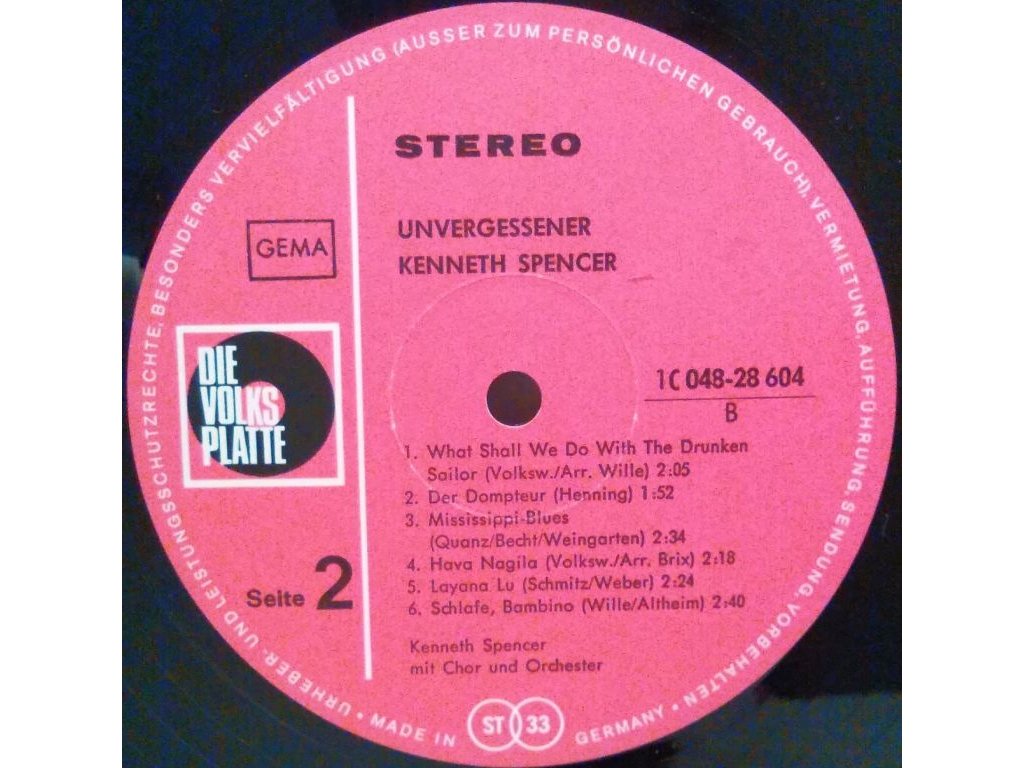 URHEBER- UND LEISTUNGSSCHUTZRECHTE, BESONDERS VERVIELFÄLTIGUNG (AUSSER ZUM PERSÖNLICHEN GEBRAUCH), VERMIETUNG, AUFFÜHRUNG, SENDUNG, VORBEHALTEN •
STEREO
GEMA
UNVERGESSENER
KENNETH SPENCER
DIE
VOLKS
PLATTE
1C 048-28 604
B
1. What Shall We Do With The Drunken
Sailor (Volksw./Arr. Wille) 2:05
2. Der Dompteur (Henning) 1:52
3. Mississippi-Blues
(Quanz/Becht/Weingarten) 2:34
4. Hava Nagila (Volksw./Arr. Brix) 2:18
5. Layana Lu (Schmitz/Weber) 2:24
6. Schlafe, Bambino (Wille/Altheim) 2:40
Seite 2
Kenneth Spencer
mit Chor und Orchester
• MADE IN
ST 33
GERMANY